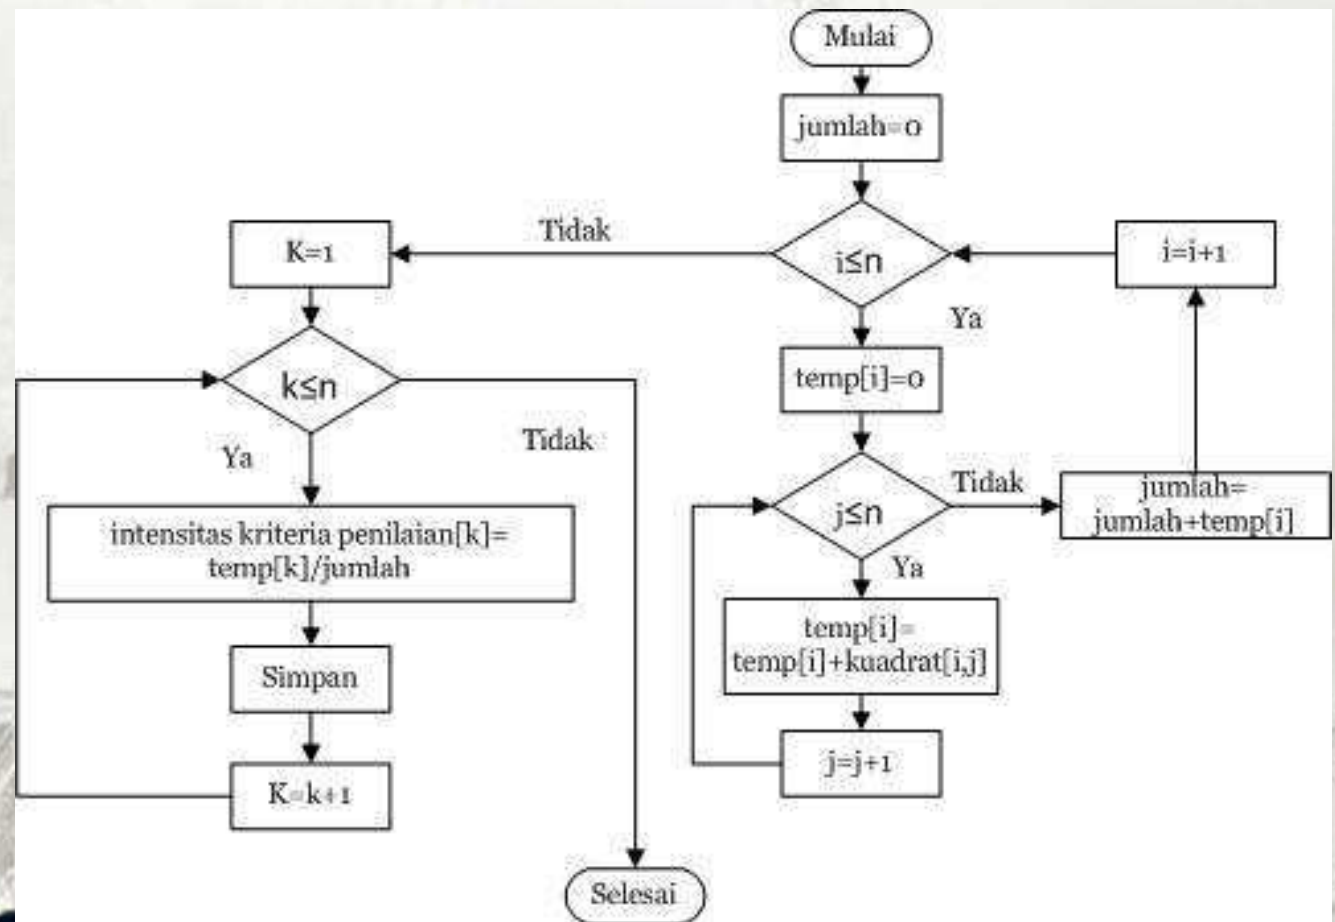 Mulai
jumlah=0
i≤n
Tidak
Ya
K=1
i=i+1
temp[i]=0
k≤n
Ya
Tidak
j≤n
Tidak
Ya
jumlah=
jumlah+temp[i]
intensitas kriteria penilaian[k]=
temp[k]/jumlah
temp[i]=
temp[i]+kuadrat[i,j]
Simpan
j=j+1
K=k+1
Selesai